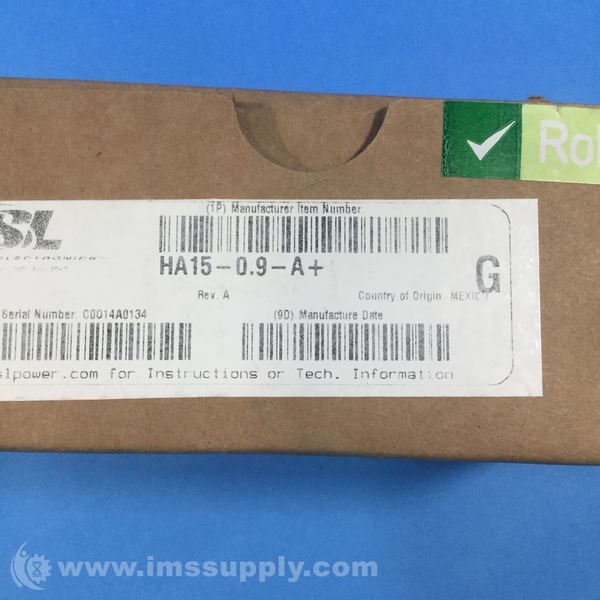 Ro
(1P) Manufacturer Item Number
SL
HA15-0.9-A+
G
Rev. A
Country of Origin MEXICO
Serial Number: C0014A0134
(9D) Manufacture Date
slpower.com for Instructions or Tech. Information
www.imssupply.com